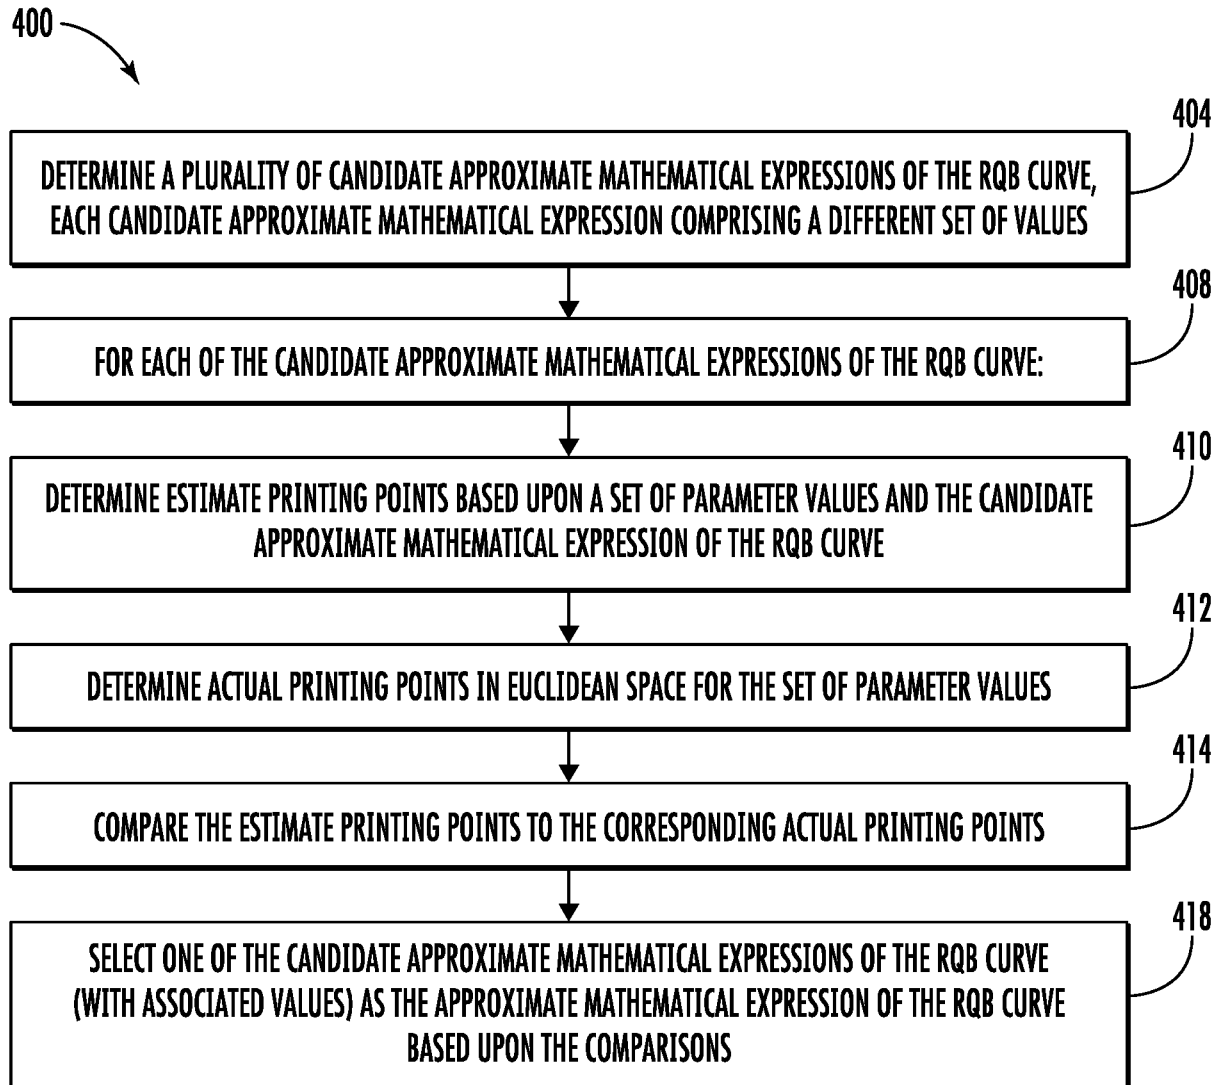 400
404
DETERMINE A PLURALITY OF CANDIDATE APPROXIMATE MATHEMATICAL EXPRESSIONS OF THE RQB CURVE,
EACH CANDIDATE APPROXIMATE MATHEMATICAL EXPRESSION COMPRISING A DIFFERENT SET OF VALUES
408
FOR EACH OF THE CANDIDATE APPROXIMATE MATHEMATICAL EXPRESSIONS OF THE RQB CURVE:
410
DETERMINE ESTIMATE PRINTING POINTS BASED UPON A SET OF PARAMETER VALUES AND THE CANDIDATE
APPROXIMATE MATHEMATICAL EXPRESSION OF THE RQB CURVE
412
DETERMINE ACTUAL PRINTING POINTS IN EUCLIDEAN SPACE FOR THE SET OF PARAMETER VALUES
414
COMPARE THE ESTIMATE PRINTING POINTS TO THE CORRESPONDING ACTUAL PRINTING POINTS
418
SELECT ONE OF THE CANDIDATE APPROXIMATE MATHEMATICAL EXPRESSIONS OF THE RQB CURVE
(WITH ASSOCIATED VALUES) AS THE APPROXIMATE MATHEMATICAL EXPRESSION OF THE RQB CURVE
BASED UPON THE COMPARISONS